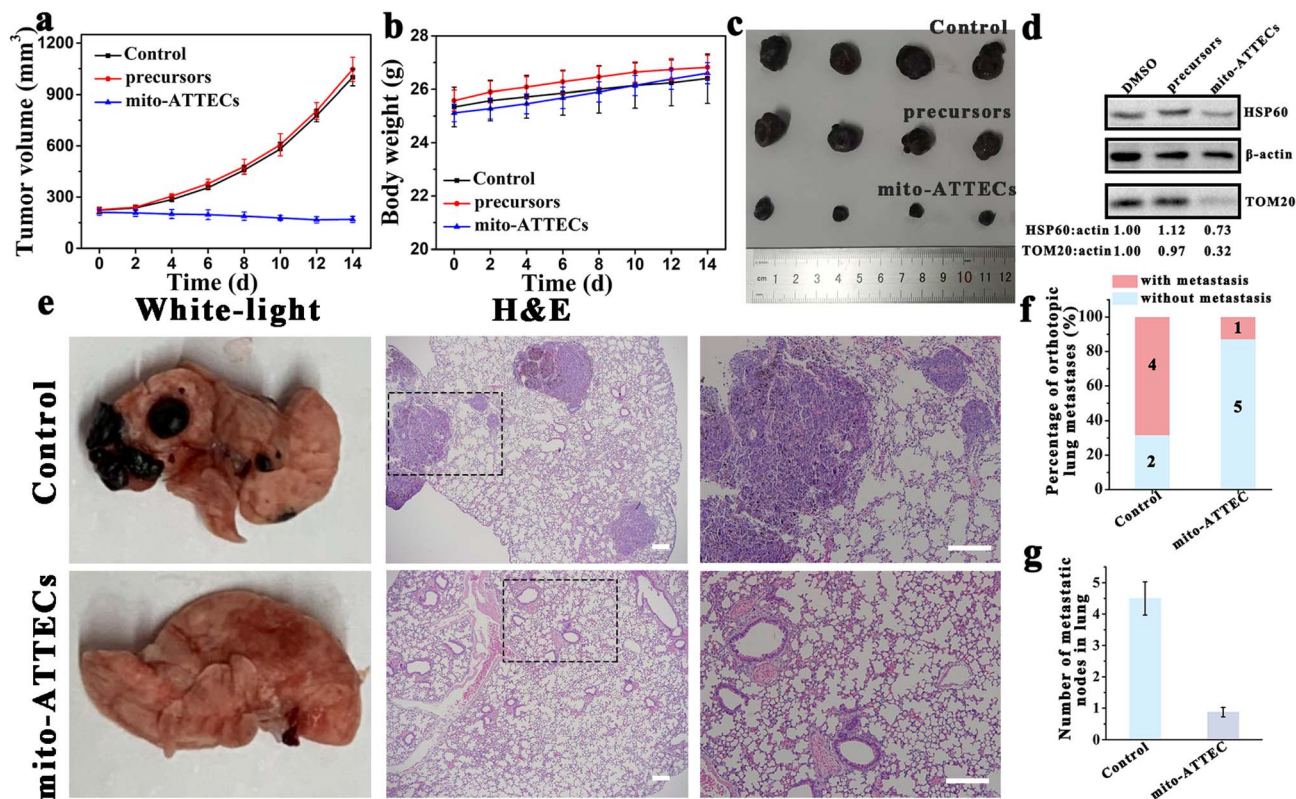 a
Tumor volume (mm³)
1200
900
600
300
0
Control
precursors
mito-ATTECs
0 2 4 6 8 10 12 14
Time (d)
b
Body weight (g)
28
26
24
22
20
Control
precursors
mito-ATTECs
0 2 4 6 8 10 12 14
Time (d)
c
Control
precursors
mito-ATTECs
cm 1 2 3 4 5 6 7 8 9 10 11 12
d
DMSO precursors mito-ATTECs
HSP60
β-actin
TOM20
HSP60:actin 1.00 1.12 0.73
TOM20:actin 1.00 0.97 0.32
e
White-light H&E
Control
mito-ATTECs
f
with metastasis
without metastasis
Percentage of orthotopic
lung metastases (%)
100
80
60
40
20
0
4
2
1
5
Control mito-ATTEC
g
Number of metastatic
nodes in lung
5
4
3
2
1
0
Control mito-ATTEC